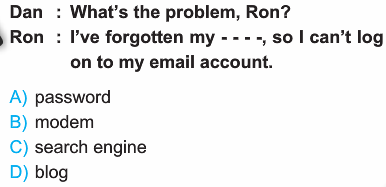 Dan : What's the problem, Ron?
Ron : I've forgotten my - - - -, so I can't log
on to my email account.
A) password
B) modem
C) search engine
D) blog